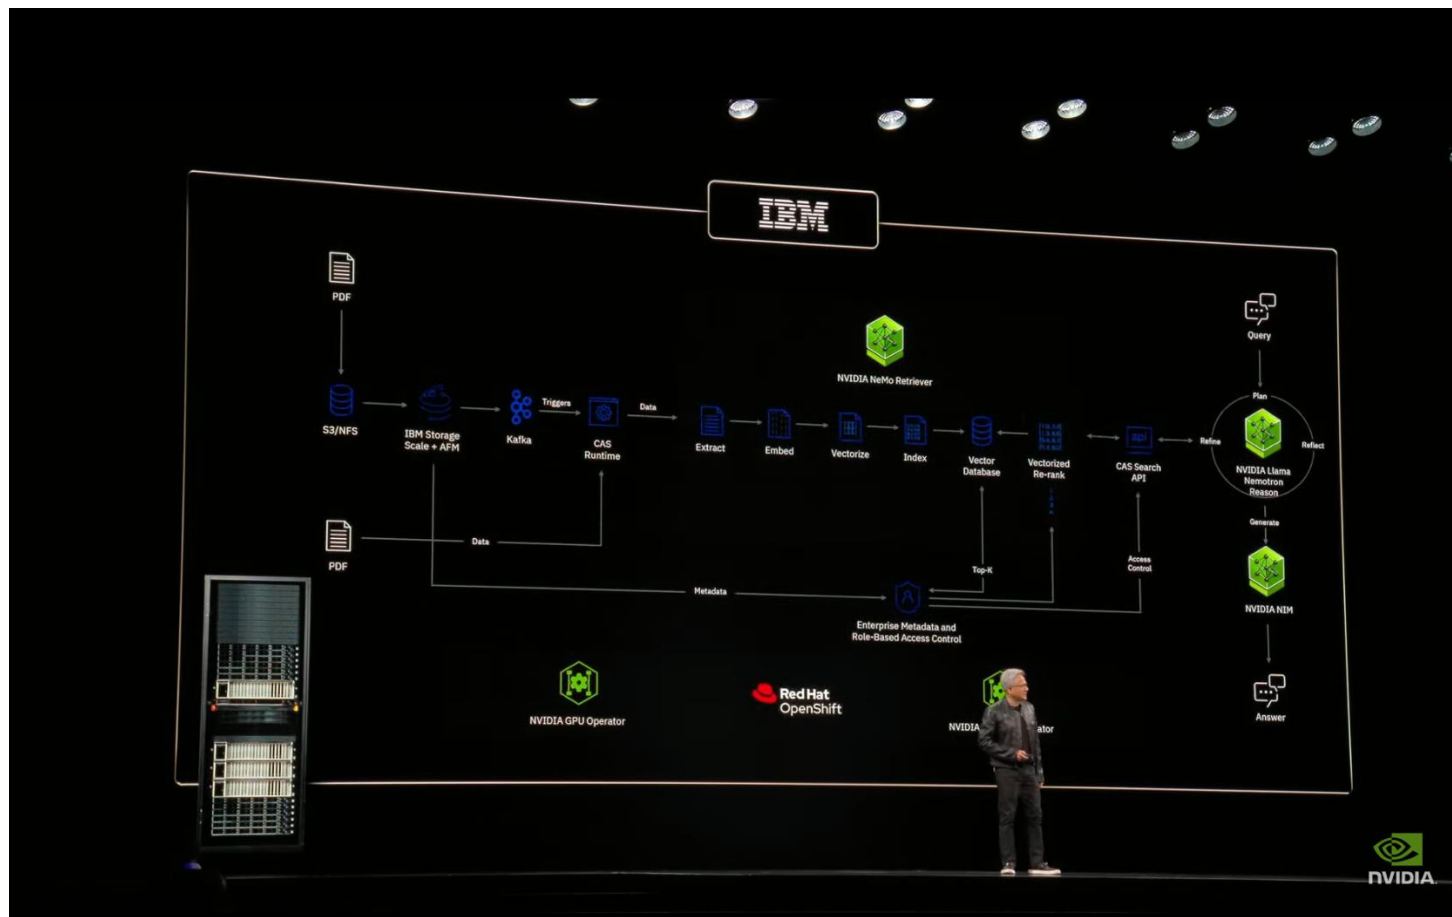 IBM
PDF
Query
NVIDIA NeMo Retriever
Plan
Triggers
Data
S3/NFS
IBM Storage
Scale + AFM
Kafka
CAS
Runtime
Extract
Embed
Vectorize
Index
Vector
Database
Vectorized
Re-rank
api
CAS Search
API
Refine
Reflect
NVIDIA Llama
Nemotron
Reason
Generate
PDF
Data
Top-K
Access
Control
Metadata
Enterprise Metadata and
Role-Based Access Control
NVIDIA NIM
NVIDIA GPU Operator
Red Hat
OpenShift
Answer
NVIDIA